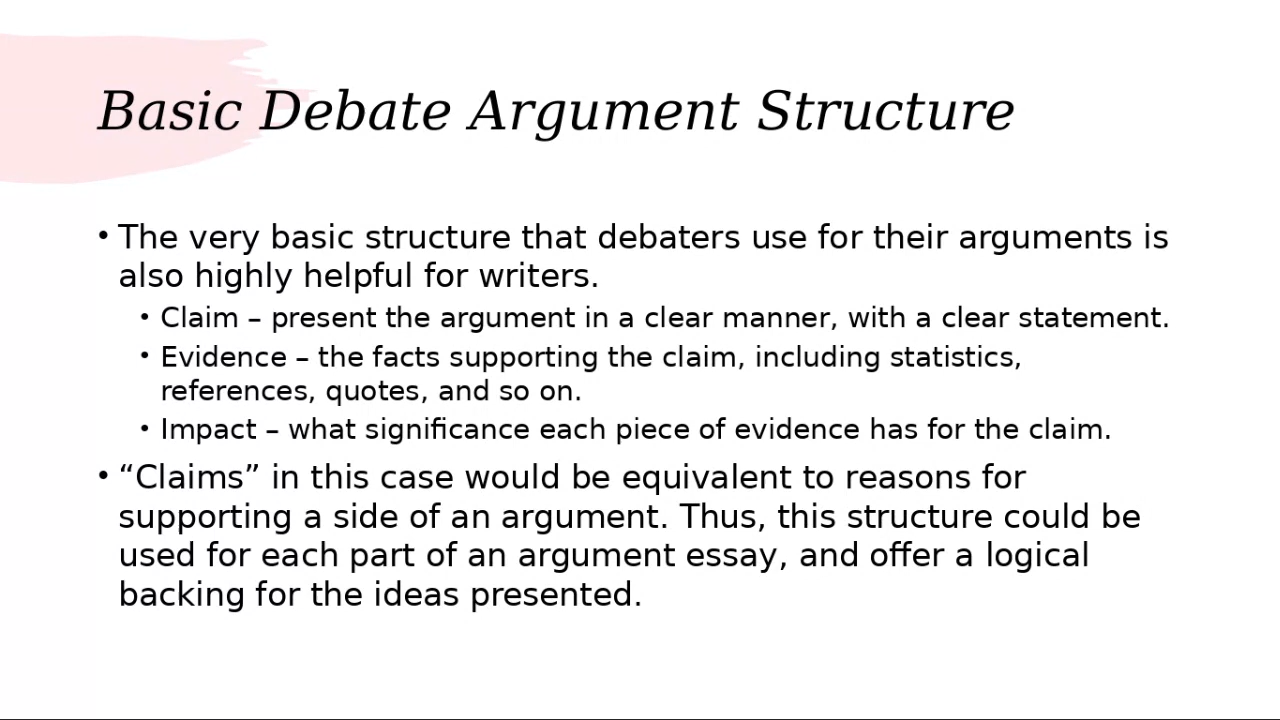 Basic Debate Argument Structure
• The very basic structure that debaters use for their arguments is
also highly helpful for writers.
• Claim – present the argument in a clear manner, with a clear statement.
• Evidence – the facts supporting the claim, including statistics,
references, quotes, and so on.
• Impact – what significance each piece of evidence has for the claim.
• “Claims” in this case would be equivalent to reasons for
supporting a side of an argument. Thus, this structure could be
used for each part of an argument essay, and offer a logical
backing for the ideas presented.